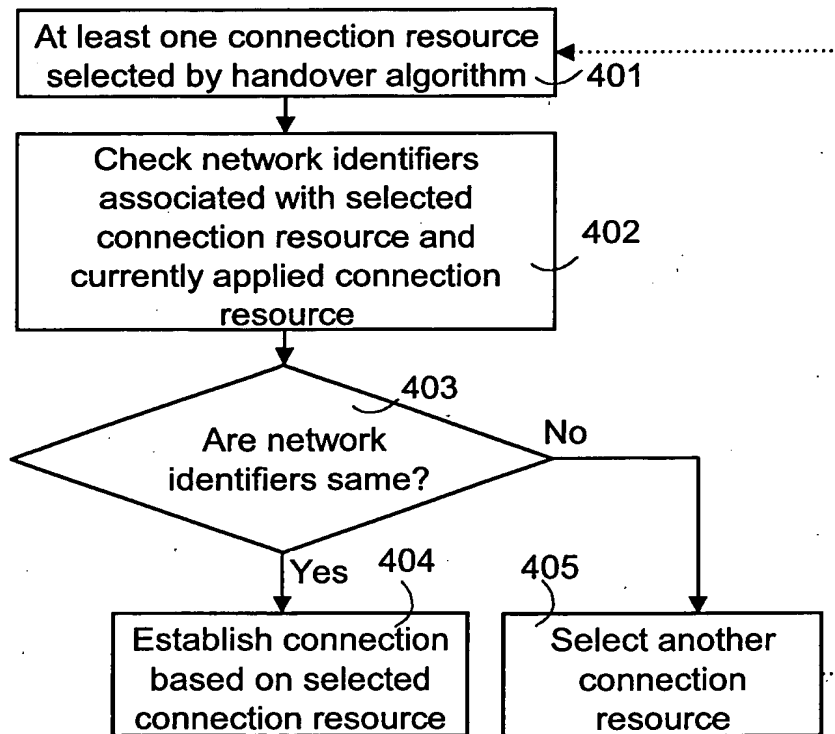 At least one connection resource
selected by handover algorithm
401
Check network identifiers
associated with selected
connection resource and
currently applied connection
resource
402
403
Are network
identifiers same?
No
Yes
404
405
Establish connection
based on selected
connection resource
Select another
connection
resource